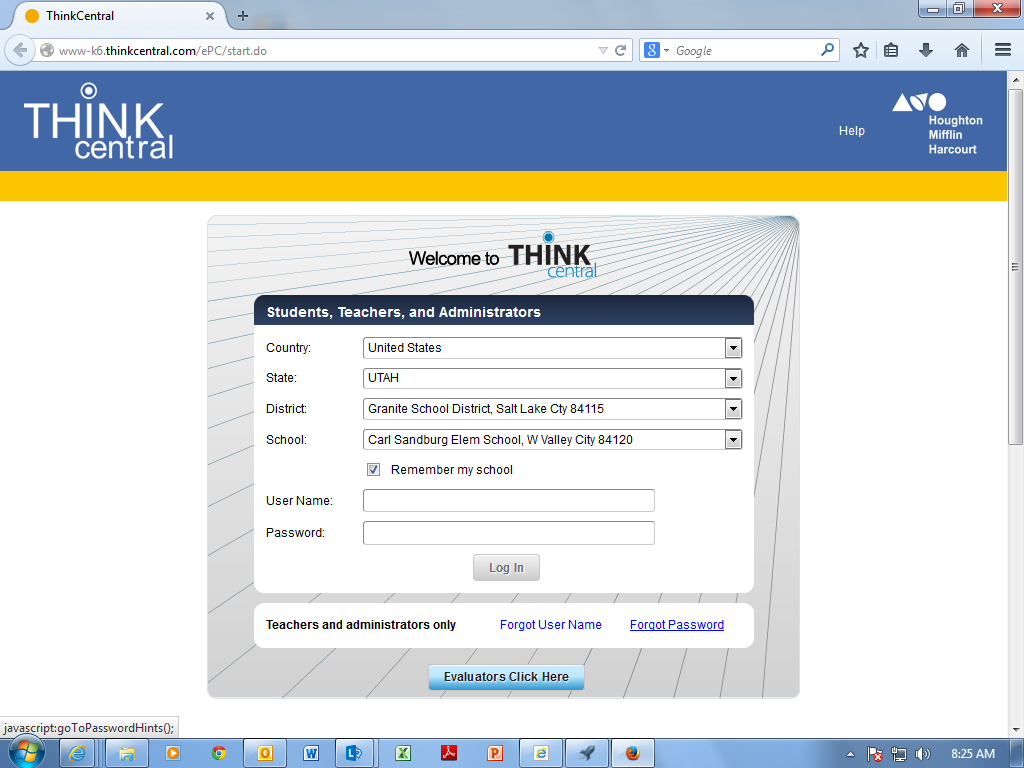 ThinkCentral
www-k6.thinkcentral.com/ePC/start.do
Google
THINK
central
Help
Houghton
Mifflin
Harcourt
Welcome to THINK central
Students, Teachers, and Administrators
Country: United States
State: UTAH
District: Granite School District, Salt Lake Cty 84115
School: Carl Sandburg Elem School, W Valley City 84120
Remember my school
User Name:
Password:
Log In
Teachers and administrators only Forgot User Name Forgot Password
Evaluators Click Here
javascript:goToPasswordHints();
8:25 AM